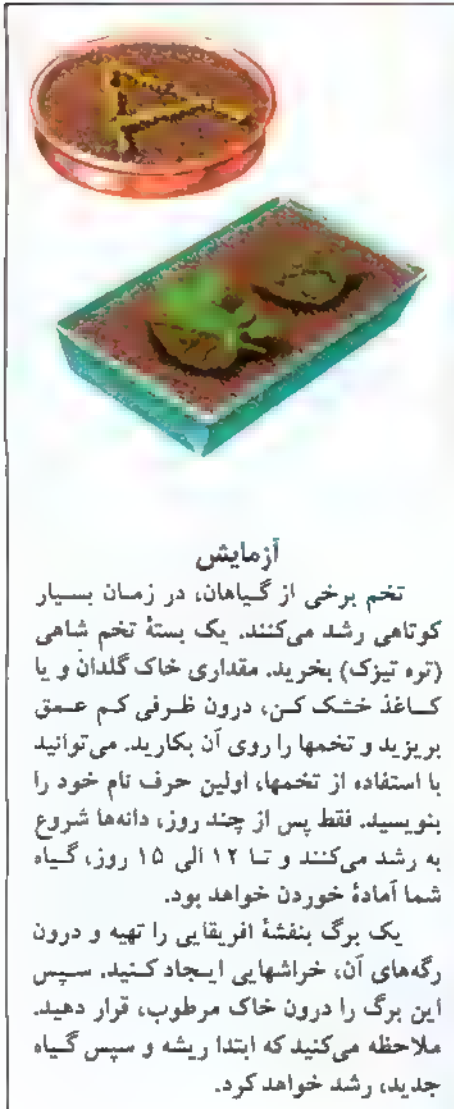 آزمایش
تخم برخی از گیاهان، در زمان بسیار
کوتاهی رشد می‌کنند. یک بستهٔ تخم شاهی
(تره تیزک) بخرید. مقداری خاک گلدان و یا
کاغذ خشک کن، درون ظرفی کم عمق
بریزید و تخمها را روی آن بکارید. می‌توانید
با استفاده از تخمها، اولین حرف نام خود را
بنویسید. فقط پس از چند روز، دانه‌ها شروع
به رشد می‌کنند و تا ۱۲ الی ۱۵ روز، گیاه
شما آمادهٔ خوردن خواهد بود.
یک برگ بنفشهٔ افریقایی را تهیه و درون
رگه‌های آن، خراشهایی ایجاد کنید. سپس
این برگ را درون خاک مرطوب، قرار دهید.
ملاحظه می‌کنید که ابتدا ریشه و سپس گیاه
جدید، رشد خواهد کرد.